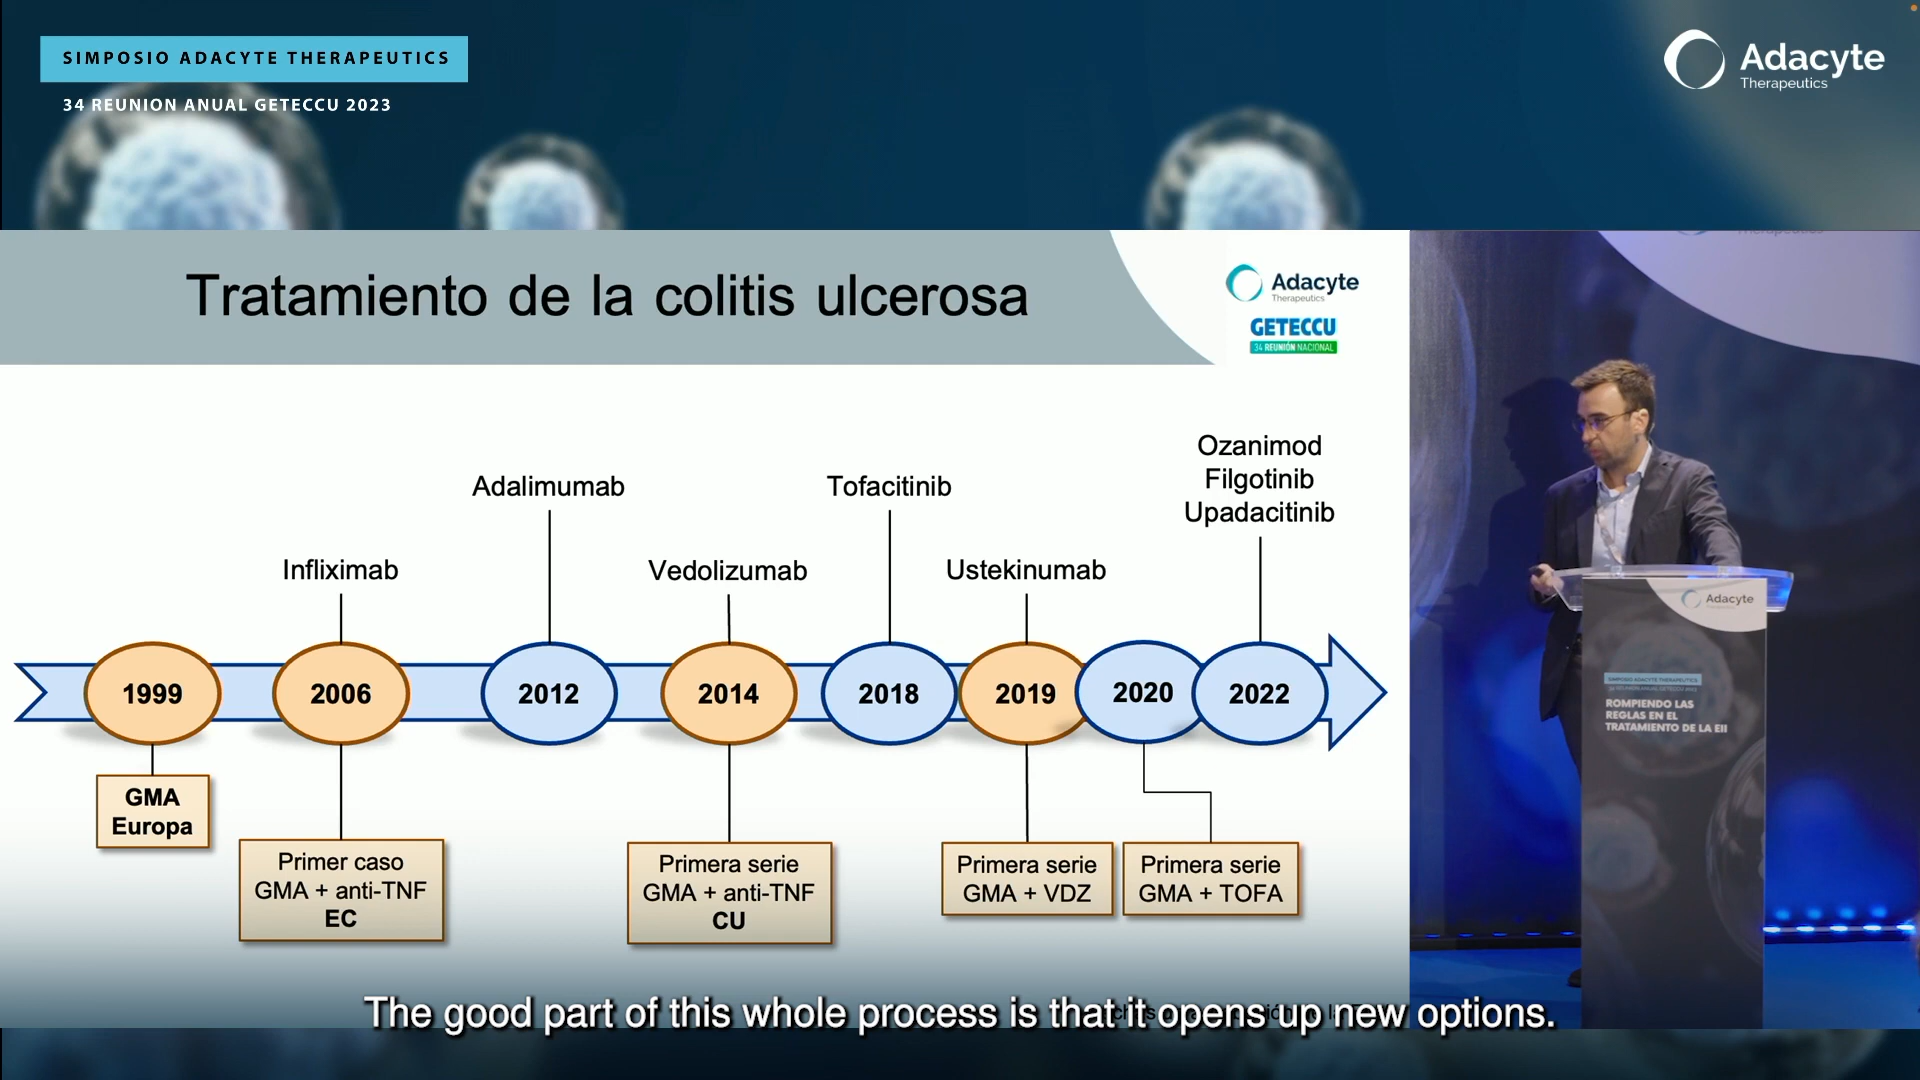 SIMPOSIO ADACYTE THERAPEUTICS
34 REUNION ANUAL GETECCU 2023
Adacyte
Therapeutics
Tratamiento de la colitis ulcerosa
Adacyte
Therapeutics
GETECCU
34 REUNIÓN NACIONAL
Ozanimod
Filgotinib
Upadacitinib
Adalimumab
Tofacitinib
Infliximab
Vedolizumab
Ustekinumab
1999
2006
2012
2014
2018
2019
2020
2022
GMA
Europa
Primer caso
GMA + anti-TNF
EC
Primera serie
GMA + anti-TNF
CU
Primera serie
GMA + VDZ
Primera serie
GMA + TOFA
Adacyte
SIMPOSIO ADACYTE THERAPEUTICS
ROMPIENDO LAS
REGLAS EN EL
TRATAMIENTO DE LA EII
The good part of this whole process is that it opens up new options.